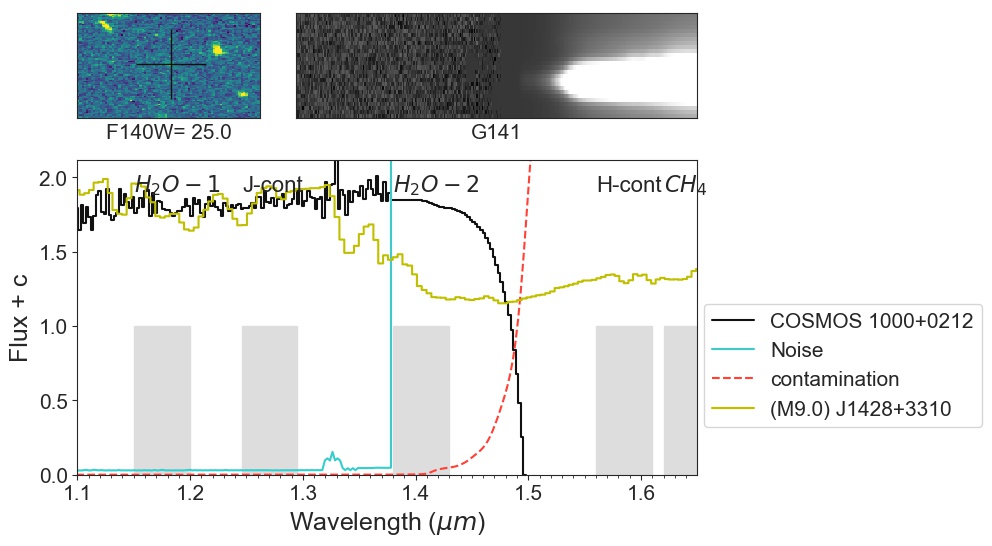 F140W= 25.0
G141
H₂O − 1
J-cont
H₂O − 2
H-cont
CH₄
Flux + c
2.0
1.5
1.0
0.5
0.0
1.1
1.2
1.3
1.4
1.5
1.6
Wavelength (μm)
COSMOS 1000+0212
Noise
contamination
(M9.0) J1428+3310